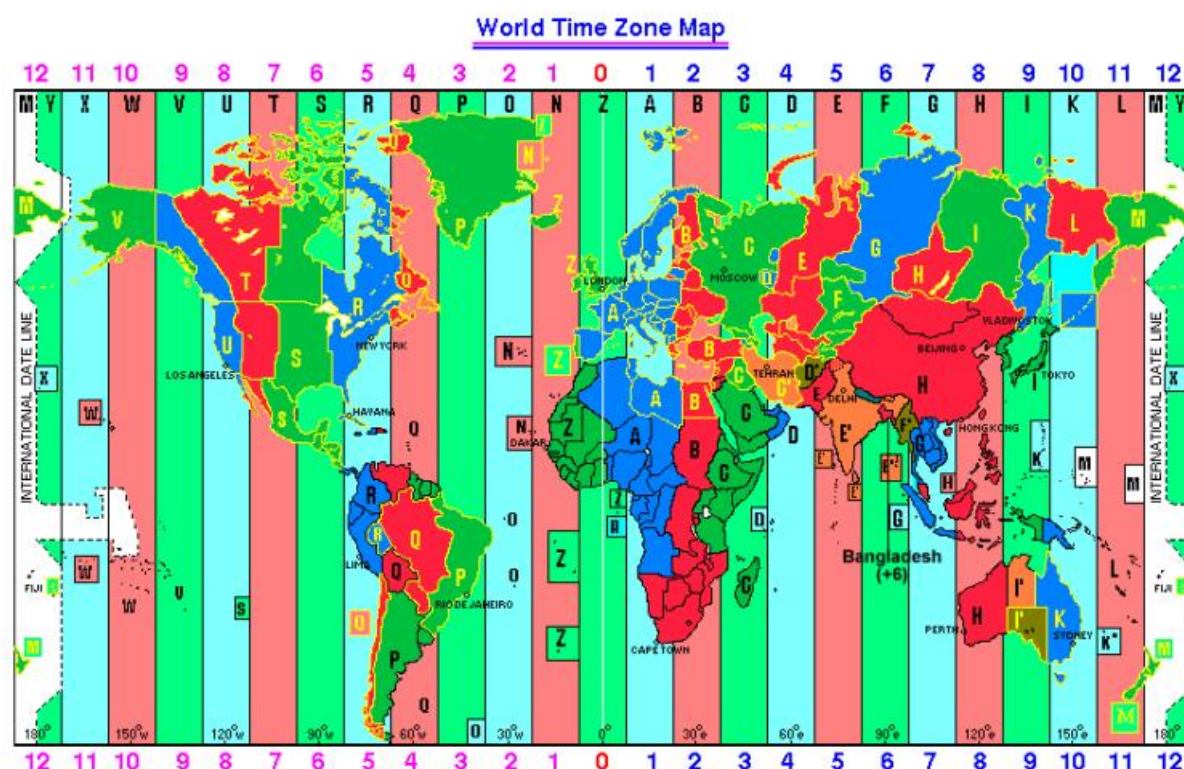 World Time Zone Map
12 11 10 9 8 7 6 5 4 3 2 1 0 1 2 3 4 5 6 7 8 9 10 11 12
M Y X W V U T S R Q P O N Z A B C D E F G H I K L M Y
Q
N
Z
M
V
T
P
Z
B
C
E
G
H
I
K
L
M
Q
R
Z
LONDON
MOSCOW
D
F
A
U
S
NEW YORK
LOS ANGELES
N
Z
B
TEHRAN
C
C'
D'
E
DELHI
H
BEIJING
VLADIVOSTOK
TOKYO
I
INTERNATIONAL DATE LINE
X
W
S
HAVANA
Q
N
DAKAR
Z
A
B
C
D
E'
F'
G
HONG KONG
K
M
M
INTERNATIONAL DATE LINE
X
A
B
C
E'
E'
H
R
R
Q
O
Z
A
D
G
Bangladesh
(+6)
FIJI
W
W
V
S
LIMA
Q
P
O
Z
C
L
FIJI
RIO DE JANEIRO
Q
P
Z
CAPE TOWN
PERTH
H
I'
I'
K
SYDNEY
K"
M
M
Q
O
M
180° 150°W 120°W 90°W 60°W 30°W 0° 30°E 60°E 90°E 120°E 150°E 180°
12 11 10 9 8 7 6 5 4 3 2 1 0 1 2 3 4 5 6 7 8 9 10 11 12